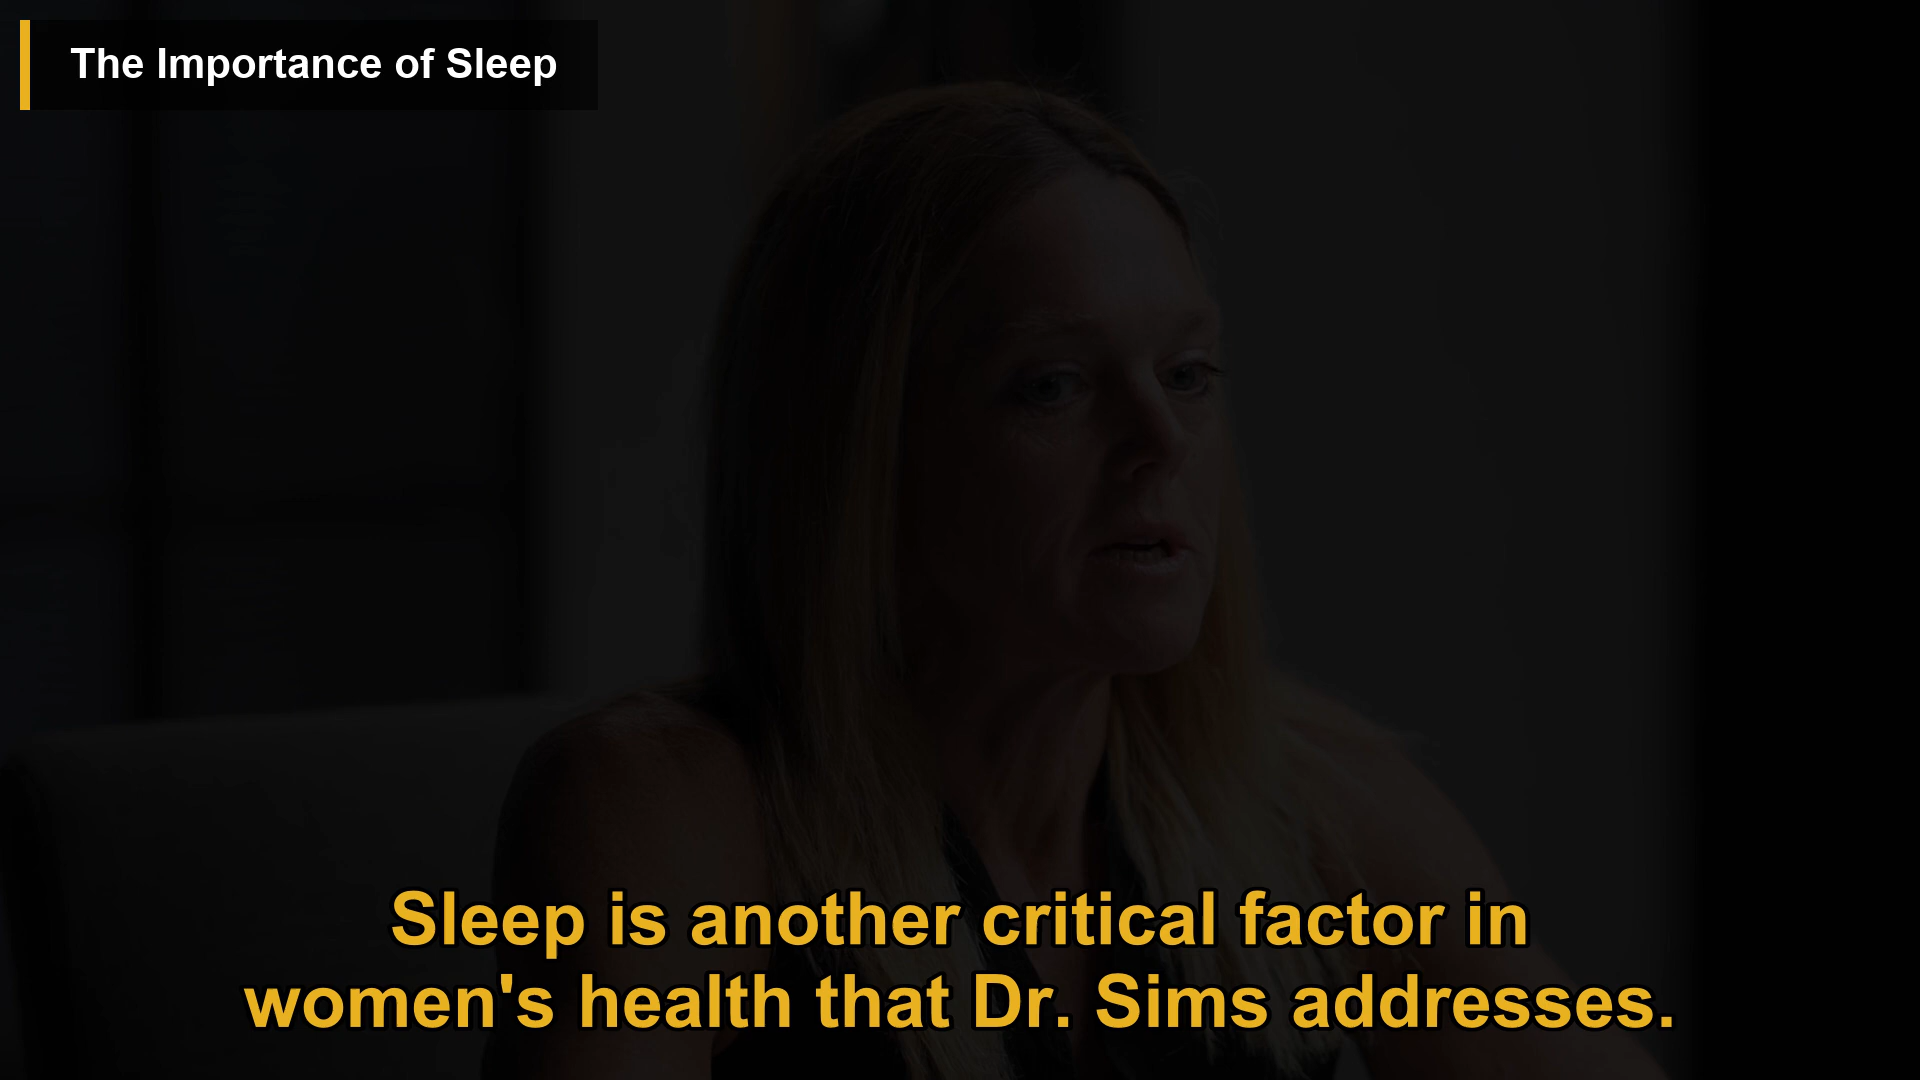 The Importance of Sleep
Sleep is another critical factor in
women's health that Dr. Sims addresses.